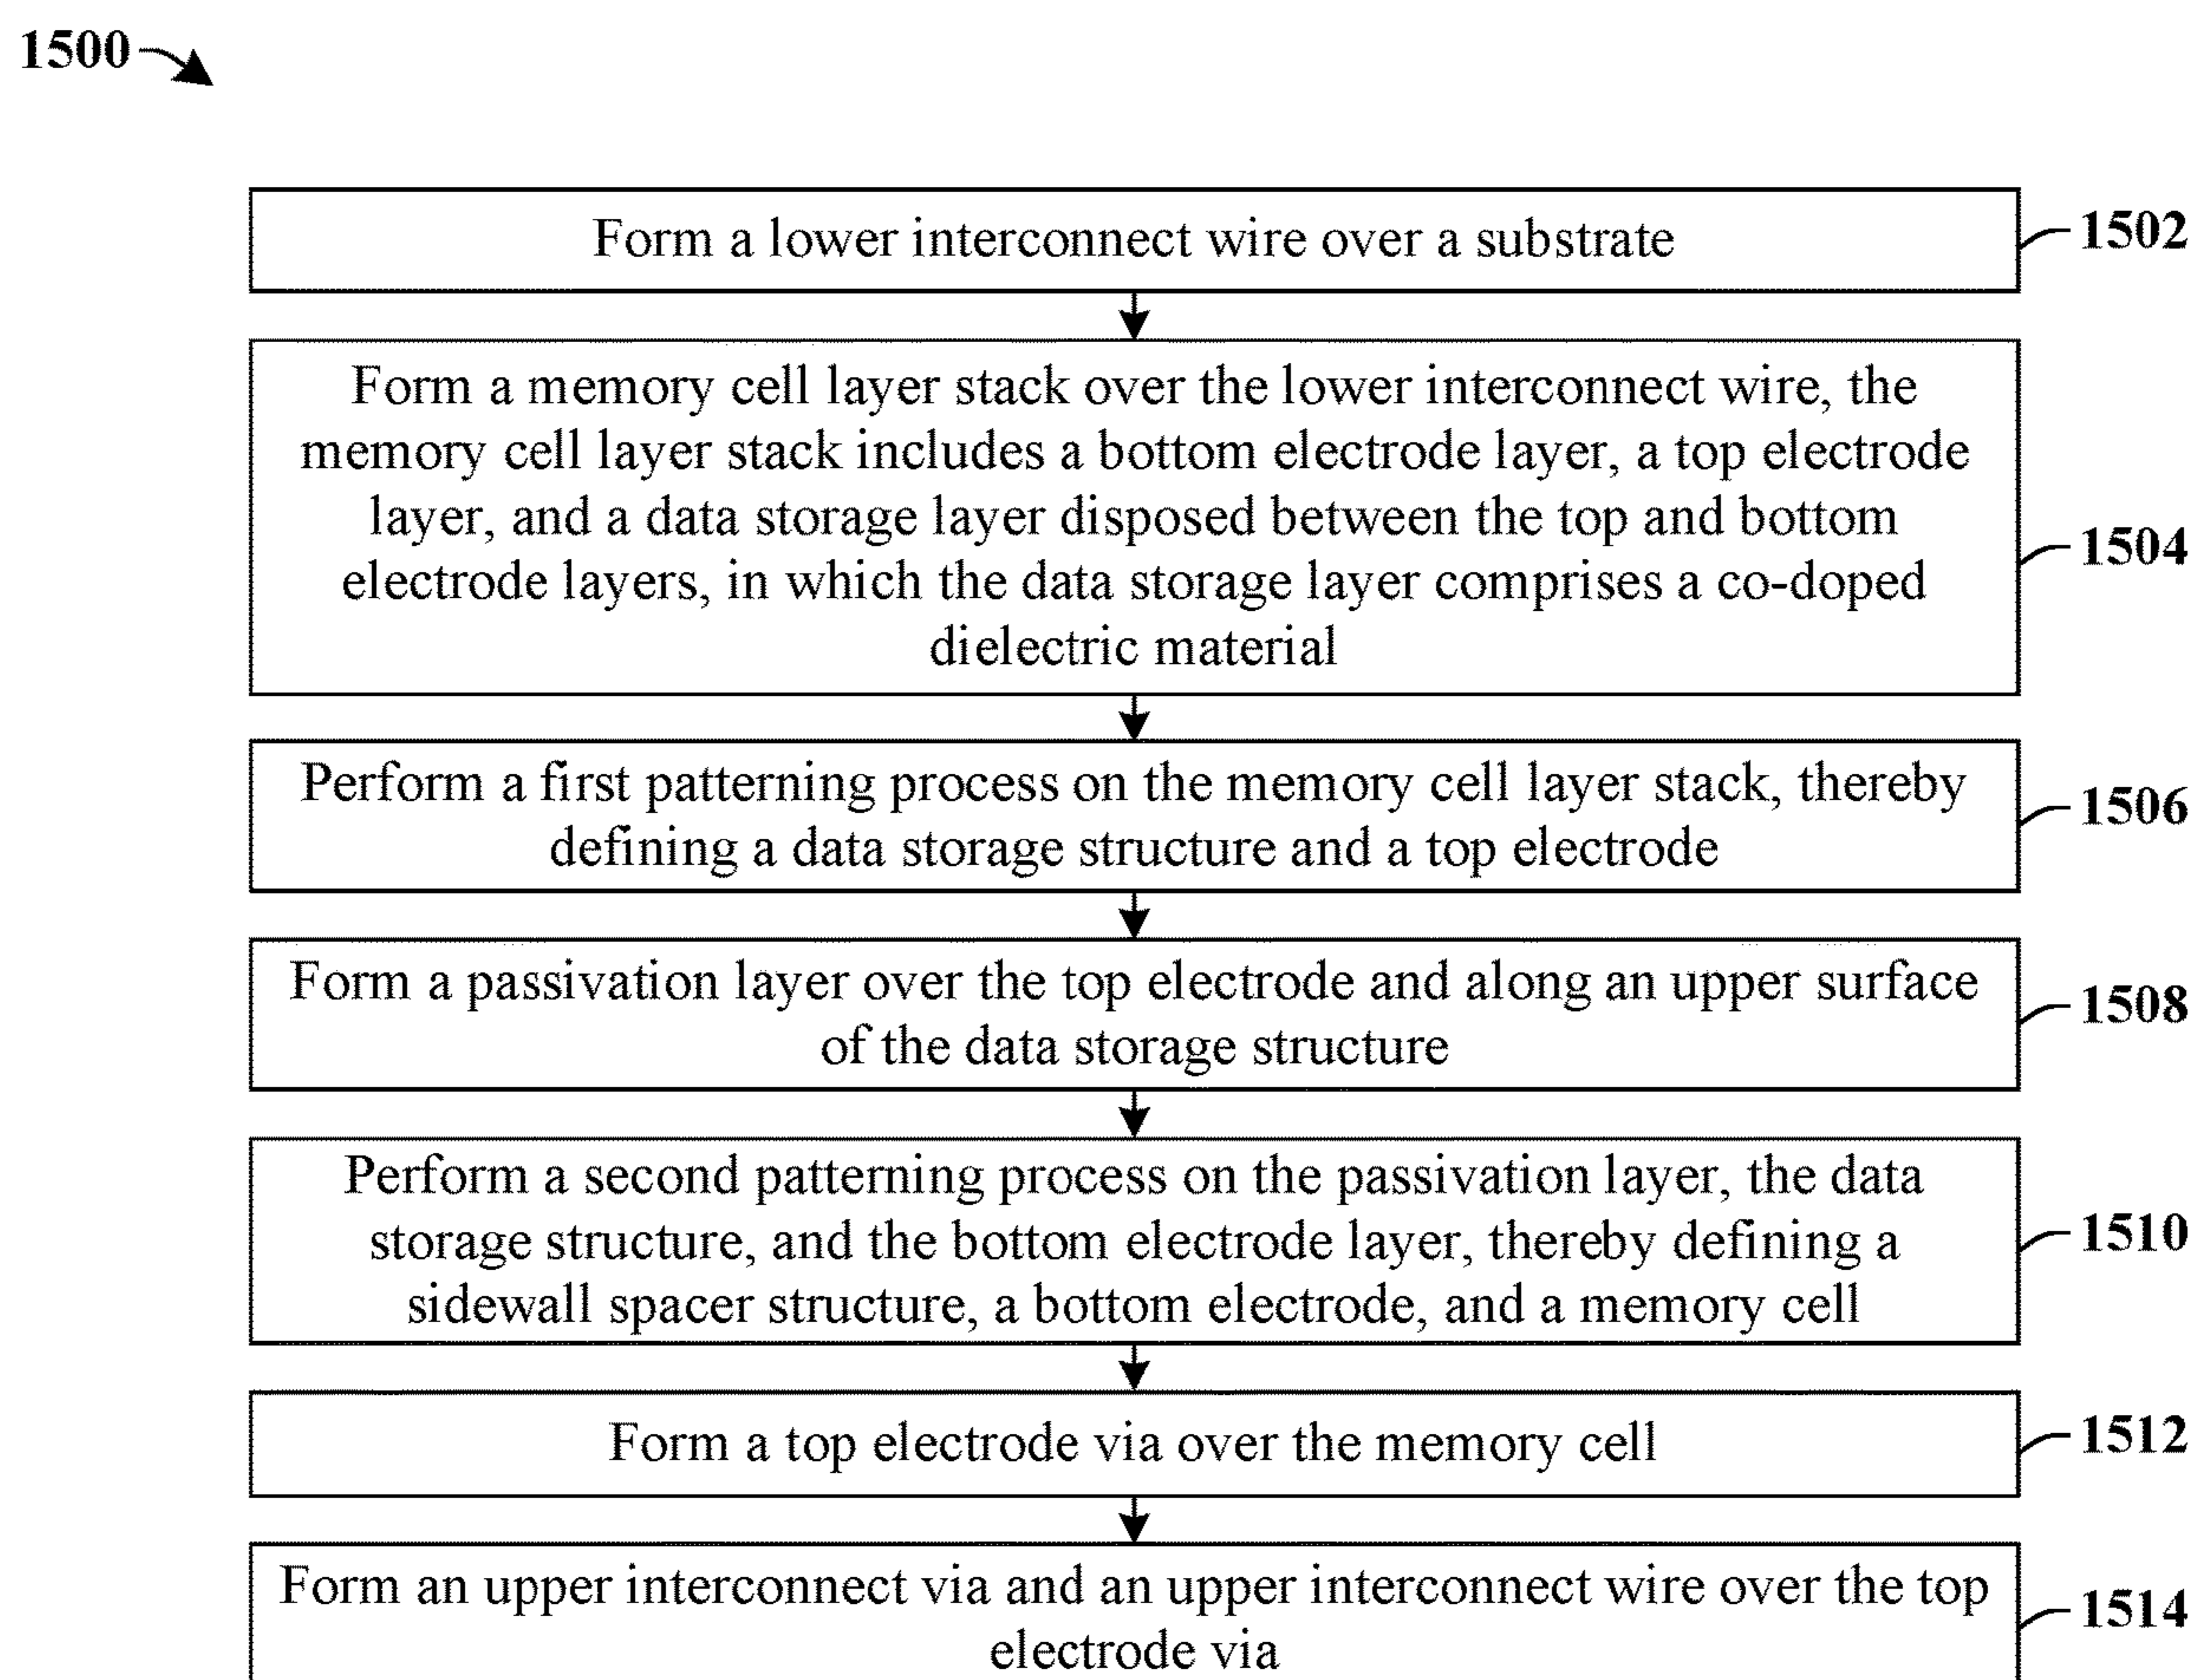 1500
Form a lower interconnect wire over a substrate
1502
Form a memory cell layer stack over the lower interconnect wire, the
memory cell layer stack includes a bottom electrode layer, a top electrode
layer, and a data storage layer disposed between the top and bottom
electrode layers, in which the data storage layer comprises a co-doped
dielectric material
1504
Perform a first patterning process on the memory cell layer stack, thereby
defining a data storage structure and a top electrode
1506
Form a passivation layer over the top electrode and along an upper surface
of the data storage structure
1508
Perform a second patterning process on the passivation layer, the data
storage structure, and the bottom electrode layer, thereby defining a
sidewall spacer structure, a bottom electrode, and a memory cell
1510
Form a top electrode via over the memory cell
1512
Form an upper interconnect via and an upper interconnect wire over the top
electrode via
1514